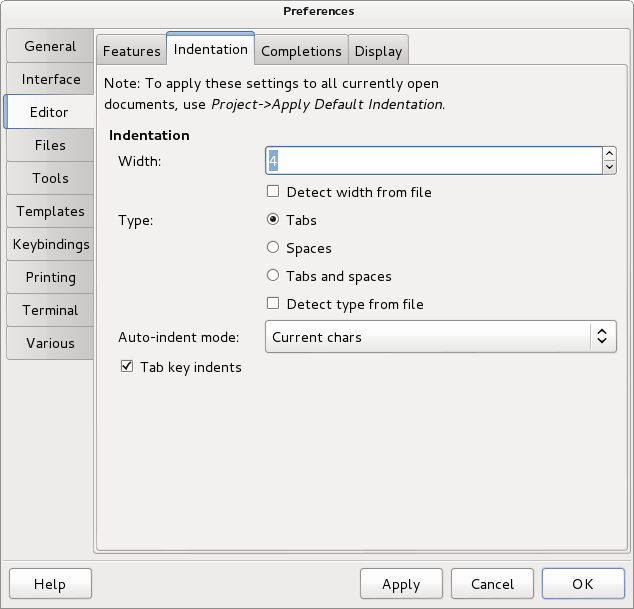 Preferences
General
Interface
Editor
Files
Tools
Templates
Keybindings
Printing
Terminal
Various
Features Indentation Completions Display
Note: To apply these settings to all currently open
documents, use Project->Apply Default Indentation.
Indentation
Width: 4
Detect width from file
Type: Tabs
Spaces
Tabs and spaces
Detect type from file
Auto-indent mode: Current chars
Tab key indents
Help Apply Cancel OK